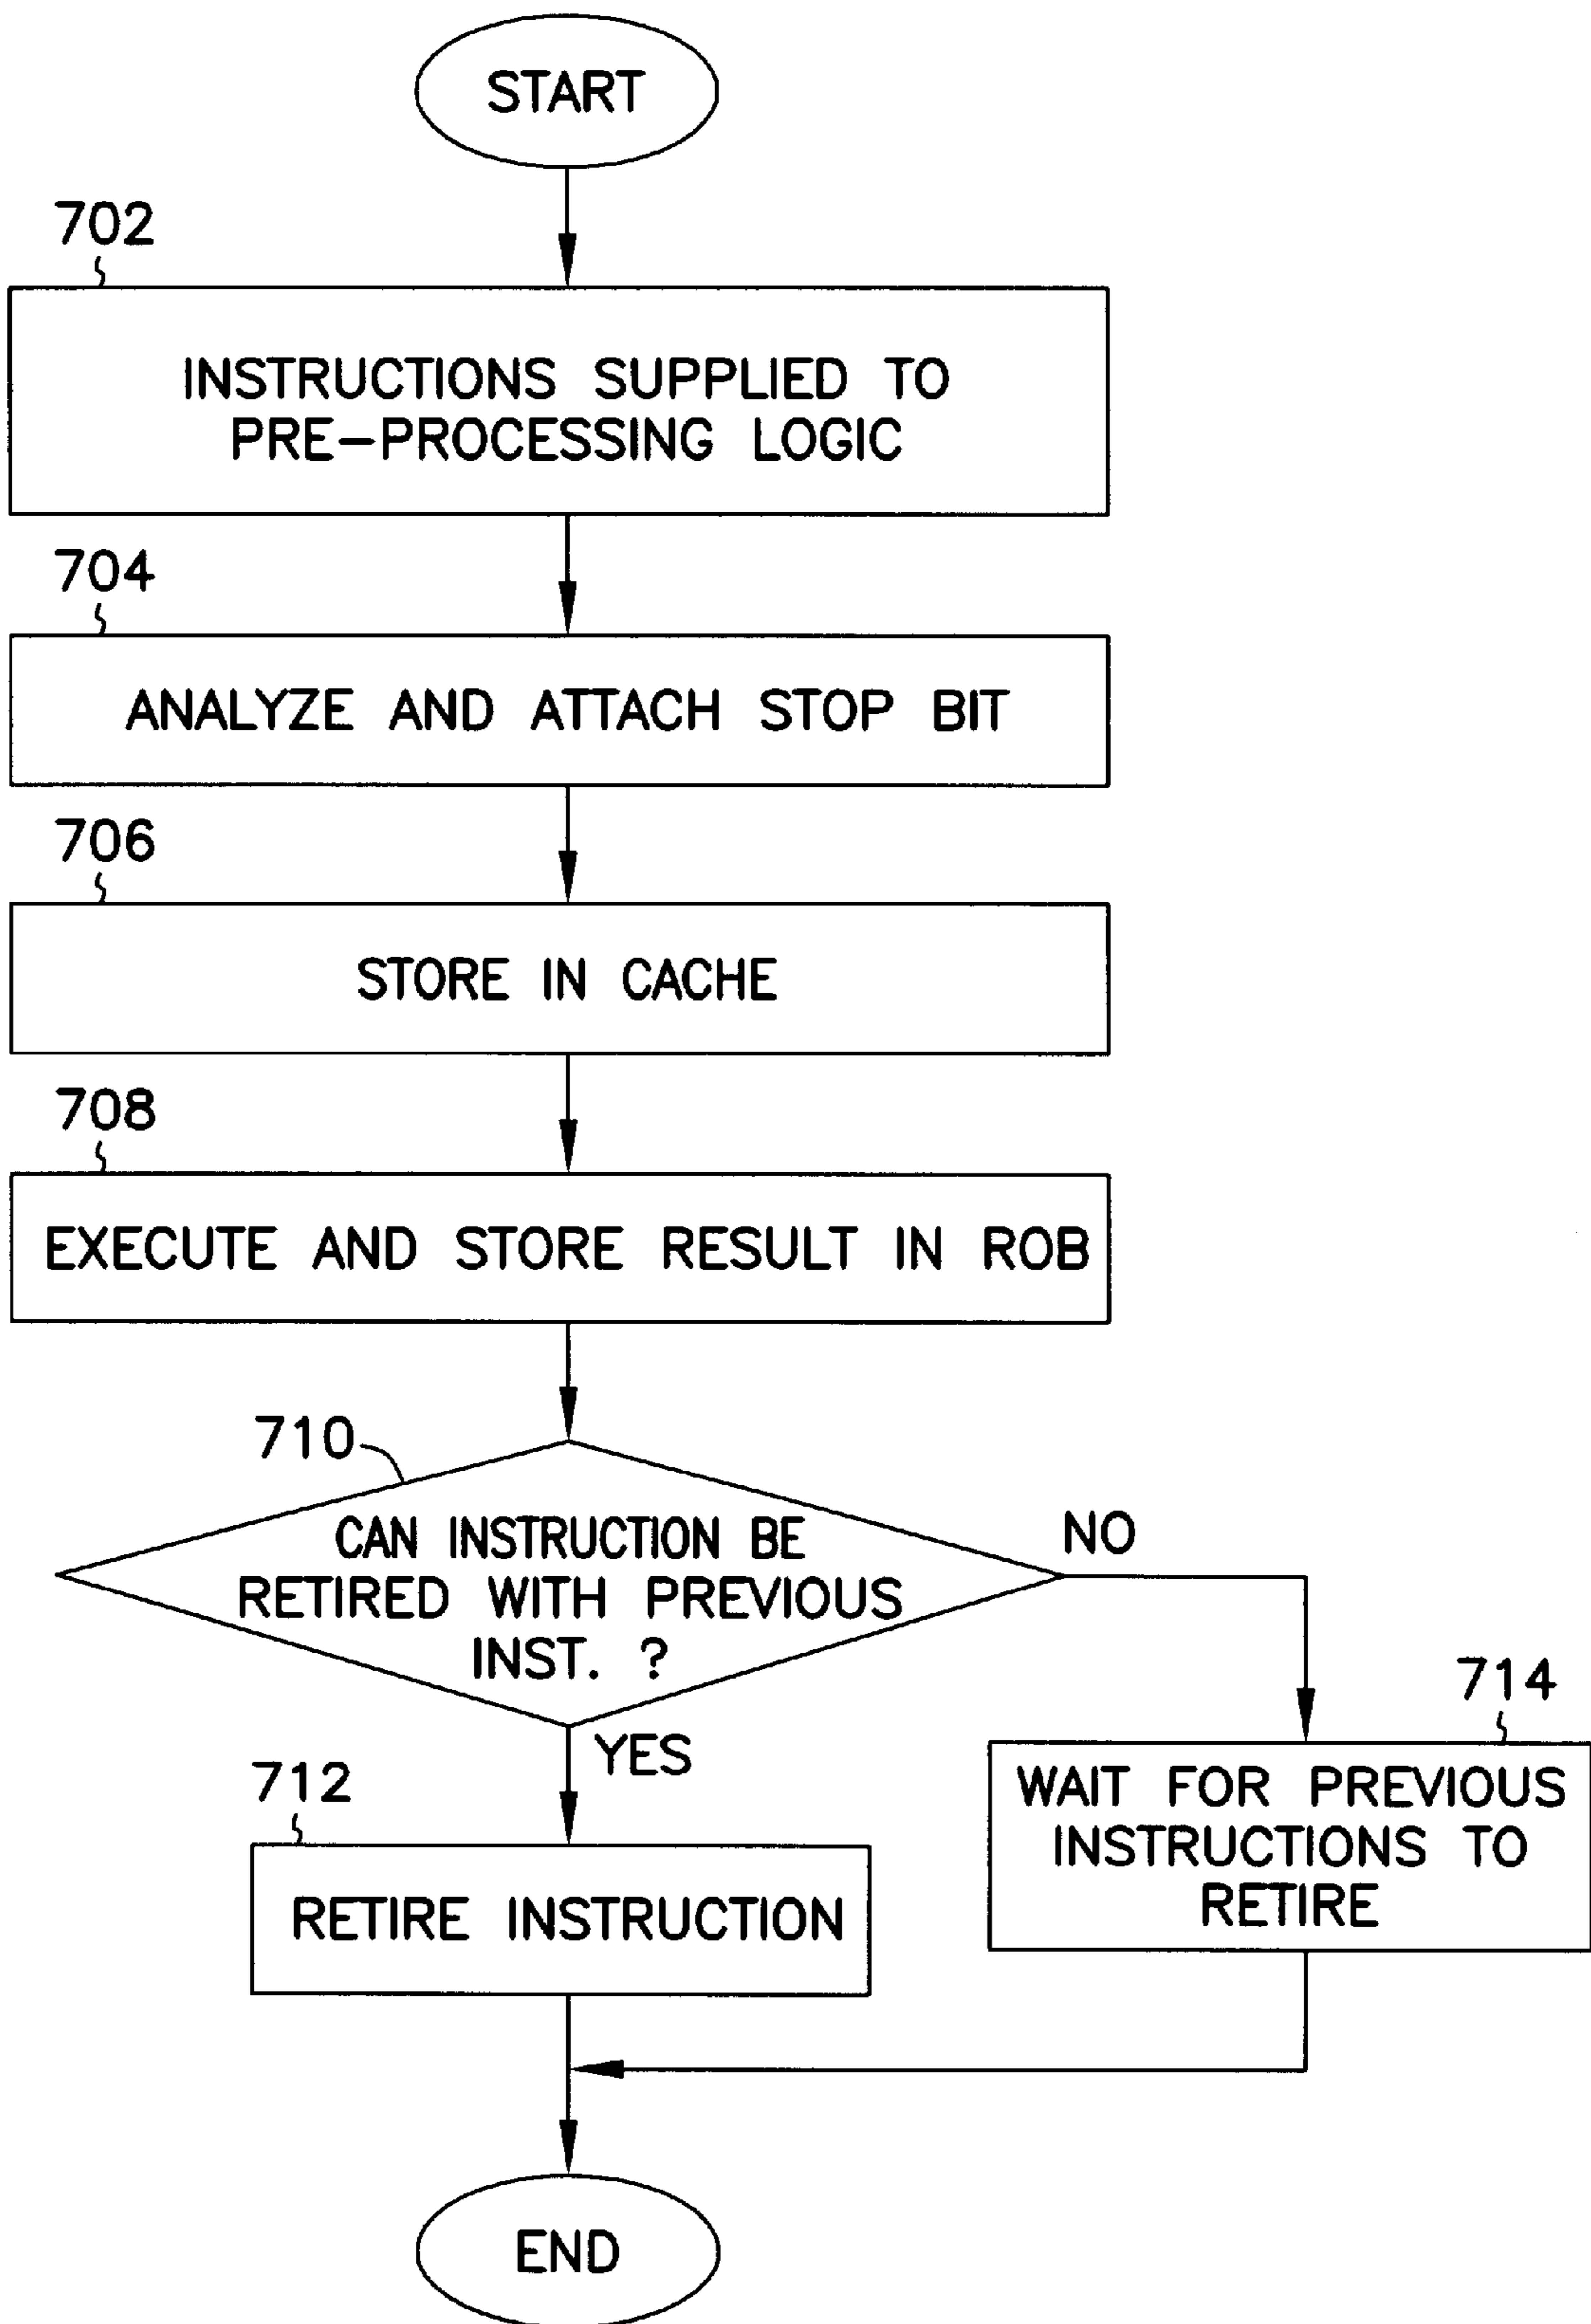 START
702
INSTRUCTIONS SUPPLIED TO
PRE-PROCESSING LOGIC
704
ANALYZE AND ATTACH STOP BIT
706
STORE IN CACHE
708
EXECUTE AND STORE RESULT IN ROB
710
CAN INSTRUCTION BE
RETIRED WITH PREVIOUS
INST. ?
NO
YES
712
RETIRE INSTRUCTION
714
WAIT FOR PREVIOUS
INSTRUCTIONS TO
RETIRE
END